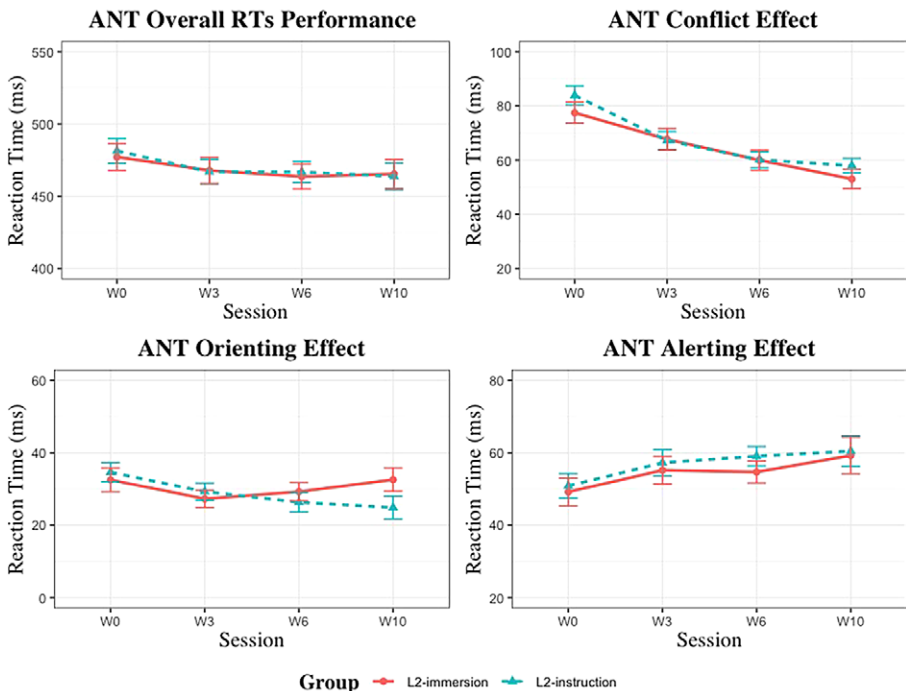 ANT Overall RTs Performance
Reaction Time (ms)
550
500
450
400
W0 W3 W6 W10
Session
ANT Conflict Effect
Reaction Time (ms)
100
80
60
40
20
W0 W3 W6 W10
Session
ANT Orienting Effect
Reaction Time (ms)
60
40
20
0
W0 W3 W6 W10
Session
ANT Alerting Effect
Reaction Time (ms)
80
60
40
20
W0 W3 W6 W10
Session
Group L2-immersion L2-instruction